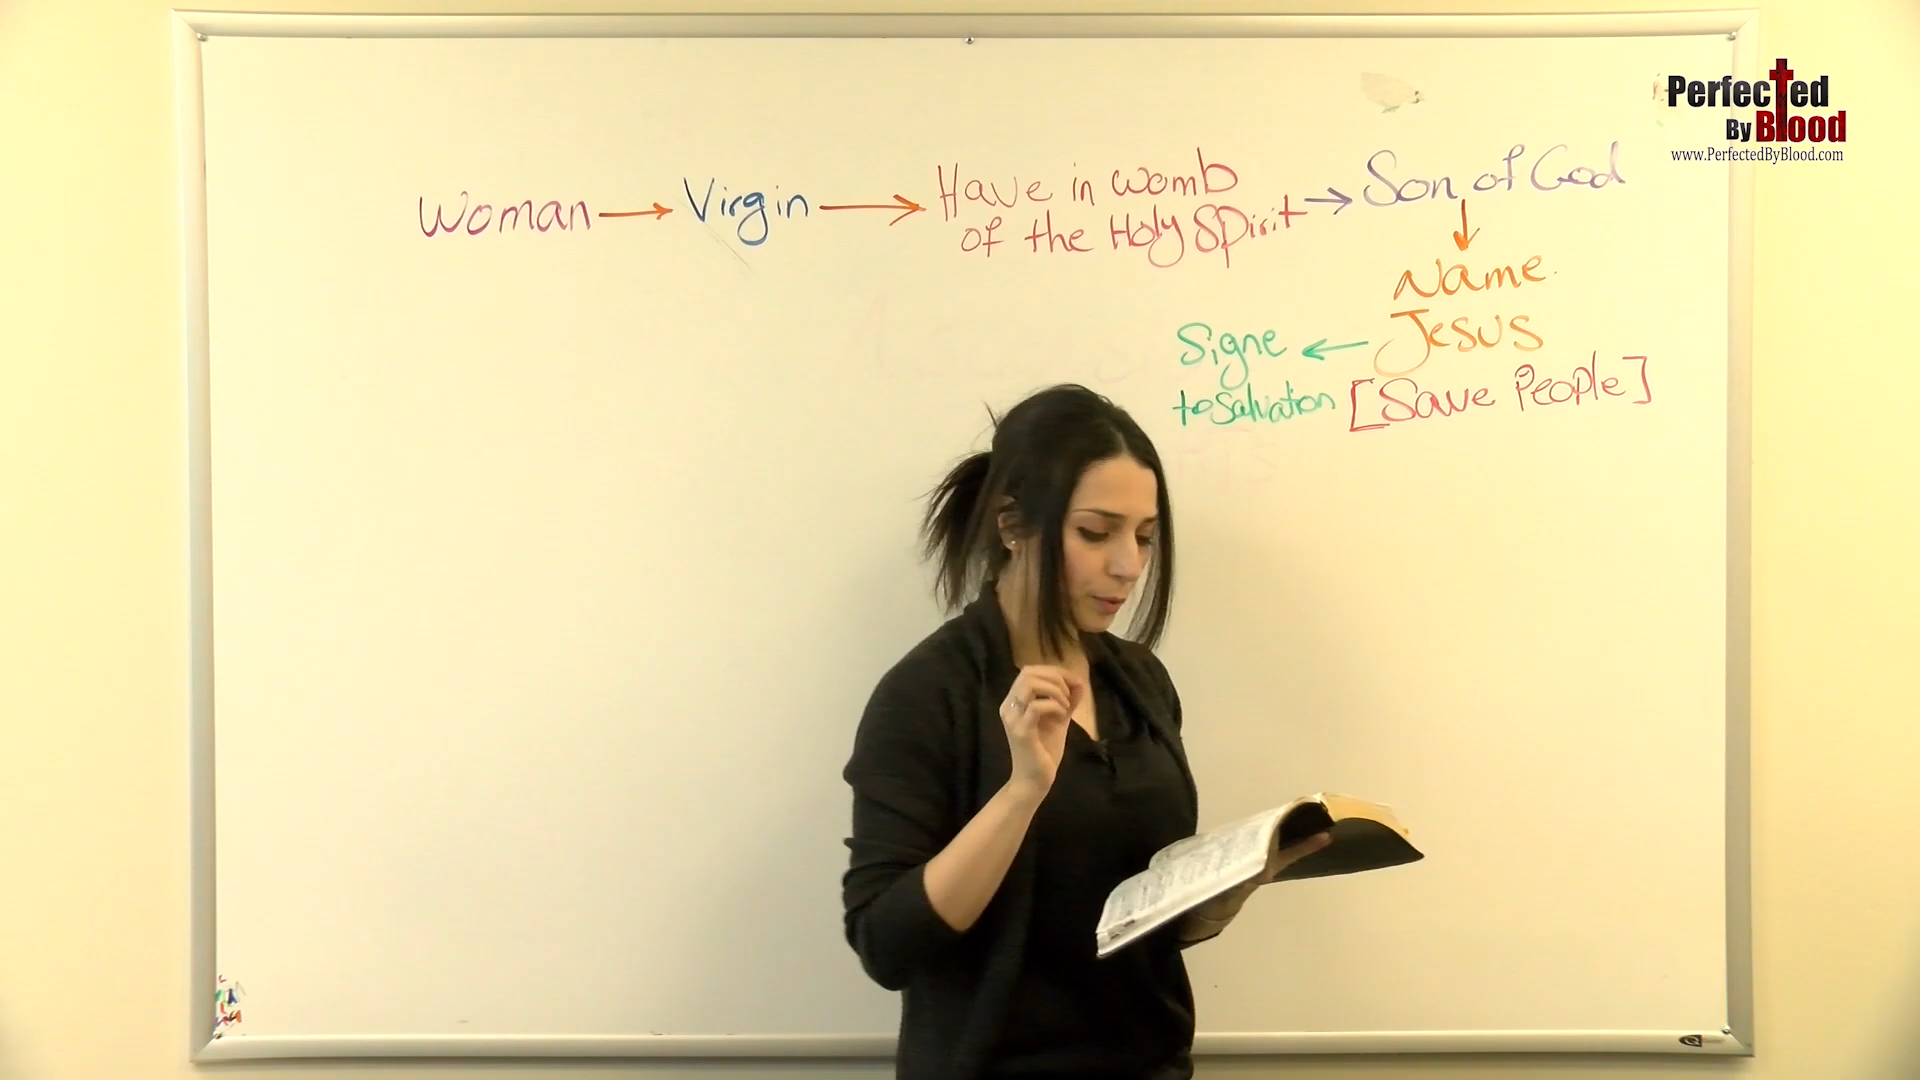 Perfected
By Blood
www.PerfectedByBlood.com
Woman → Virgin → Have in womb
of the Holy Spirit → Son of God
↓
Name
Signe ← Jesus
to Salvation [Save People]